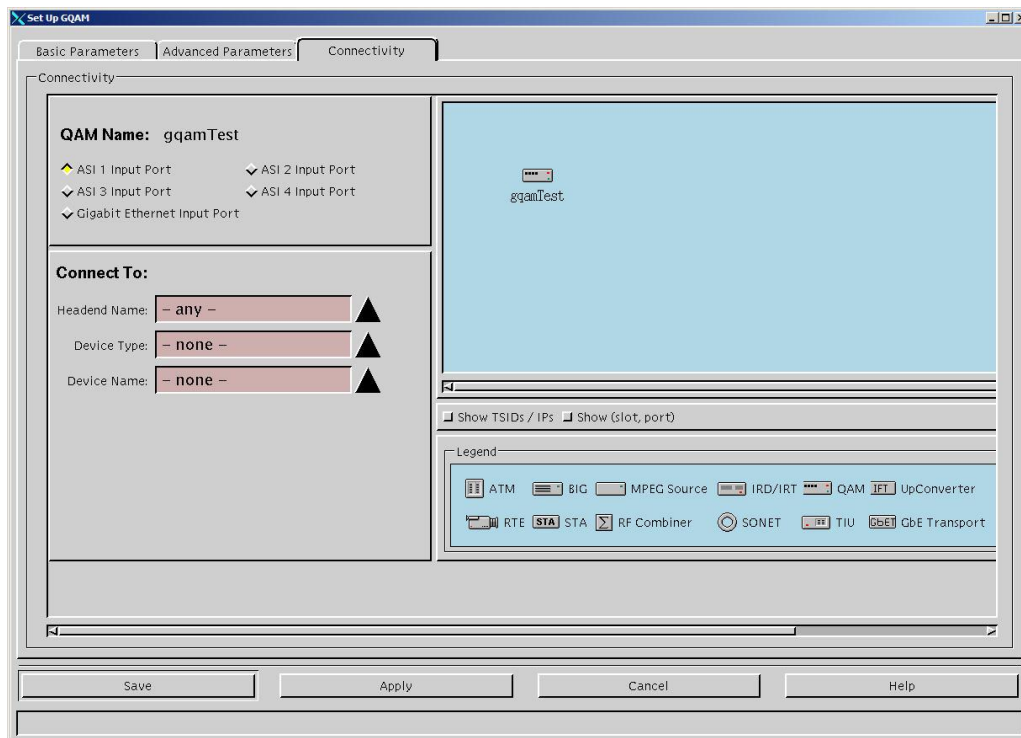 Set Up GQAM
Basic Parameters
Advanced Parameters
Connectivity
Connectivity
QAM Name: gqamTest
ASI 1 Input Port
ASI 2 Input Port
ASI 3 Input Port
ASI 4 Input Port
Gigabit Ethernet Input Port
Connect To:
Headend Name: – any –
Device Type: – none –
Device Name: – none –
gqamTest
Show TSIDs / IPs
Show (slot, port)
Legend
ATM
BIG
MPEG Source
IRD/IRT
QAM
IFT UpConverter
RTE
STA STA
Σ RF Combiner
SONET
TIU
GbET GbE Transport
Save
Apply
Cancel
Help